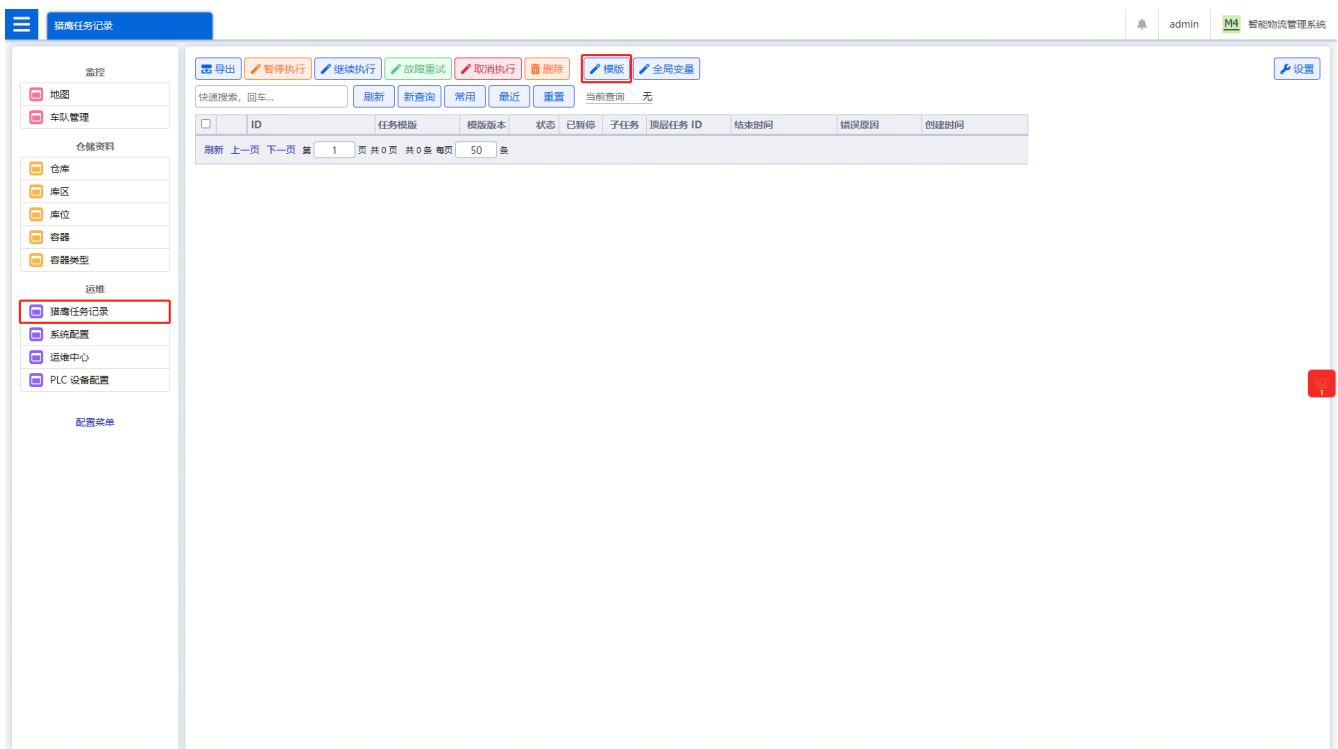 猎鹰任务记录
admin
M4 智能物流管理系统
监控
地图
车队管理
仓储资料
仓库
库区
库位
容器
容器类型
运维
猎鹰任务记录
系统配置
运维中心
PLC 设备配置
配置菜单
导出 暂停执行 继续执行 故障重试 取消执行 删除 模版 全局变量 设置
快速搜索，回车... 刷新 新查询 常用 最近 重置 当前查询 无
ID 任务模版 模版版本 状态 已暂停 子任务 顶层任务 ID 结束时间 错误原因 创建时间
刷新 上一页 下一页 第 1 页 共 0 页 共 0 条 每页 50 条
1